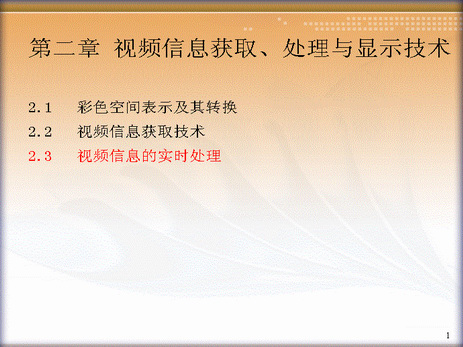 第二章 视频信息获取、处理与显示技术
2.1 彩色空间表示及其转换
2.2 视频信息获取技术
2.3 视频信息的实时处理
1